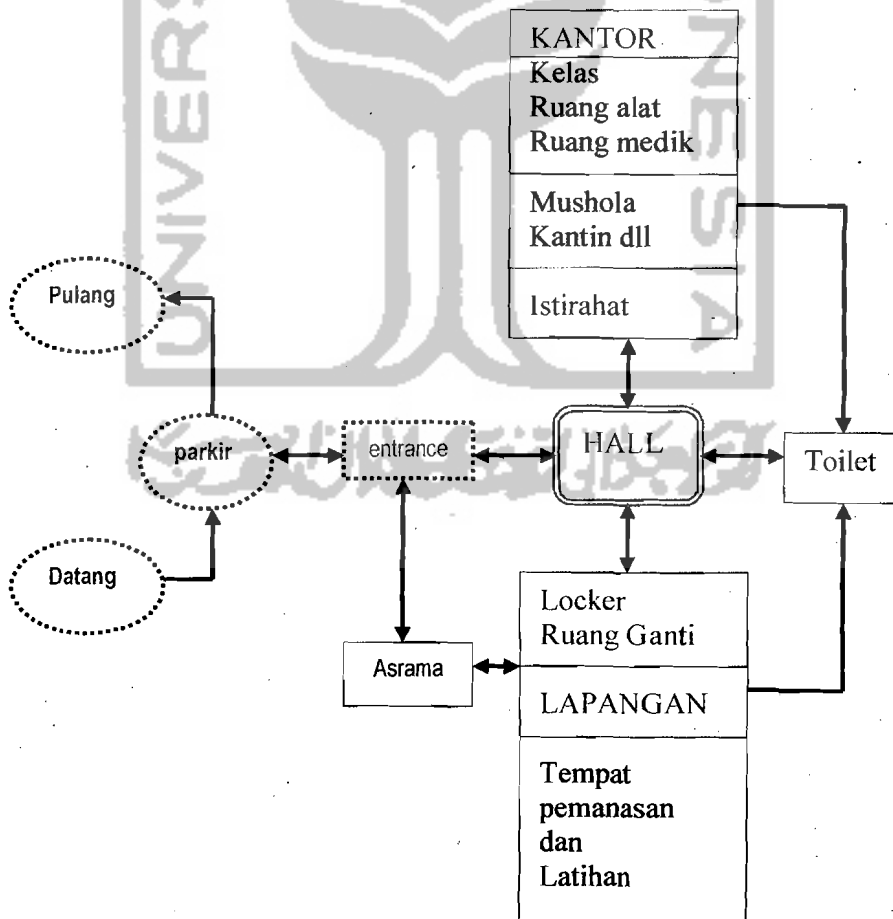 KANTOR
Kelas
Ruang alat
Ruang medik
Mushola
Kantin dll
Istirahat
Pulang
parkir
entrance
HALL
Toilet
Datang
Locker
Ruang Ganti
Asrama
LAPANGAN
Tempat
pemanasan
dan
Latihan